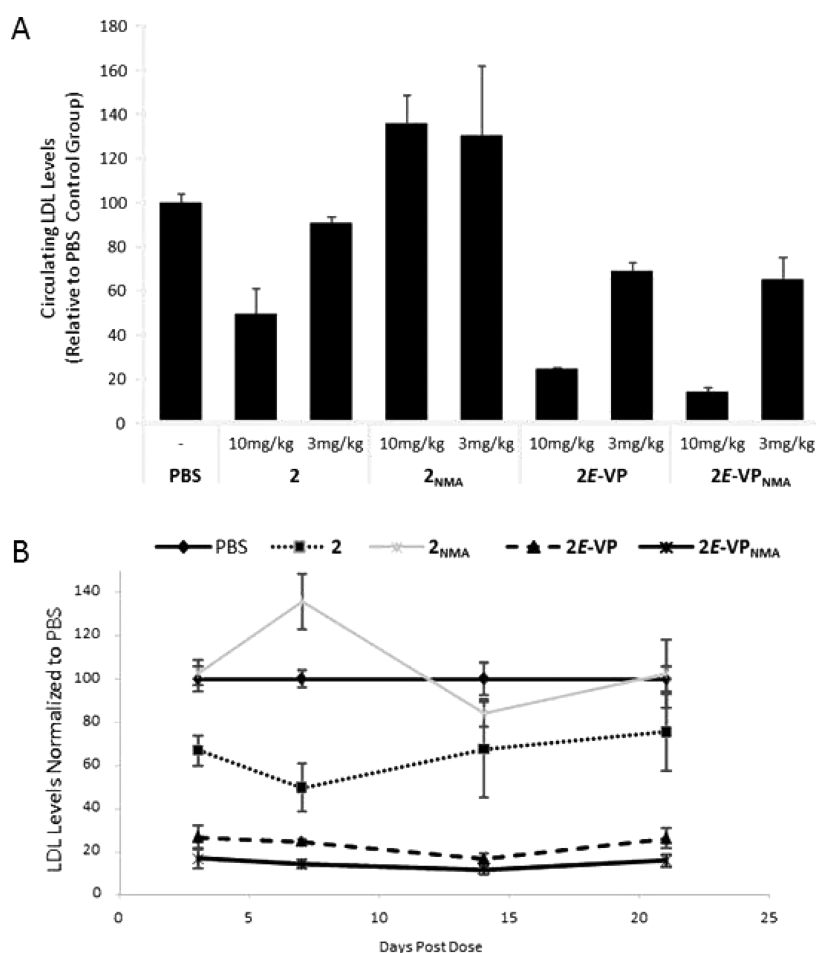 A
Circulating LDL Levels
(Relative to PBS Control Group)
180
160
140
120
100
80
60
40
20
0
- 10mg/kg 3mg/kg 10mg/kg 3mg/kg 10mg/kg 3mg/kg 10mg/kg 3mg/kg
PBS 2 2NMA 2E-VP 2E-VPNMA
B
PBS 2 2NMA 2E-VP 2E-VPNMA
LDL Levels Normalized to PBS
140
120
100
80
60
40
20
0
0 5 10 15 20 25
Days Post Dose